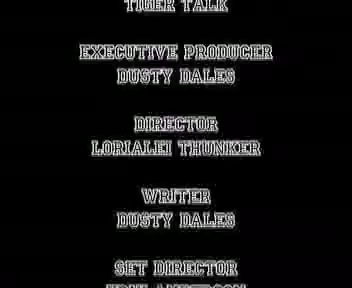 TIGER TALK
EXECUTIVE PRODUCER
DUSTY DALES
DIRECTOR
LORIALEI THUNKER
WRITER
DUSTY DALES
SET DIRECTOR